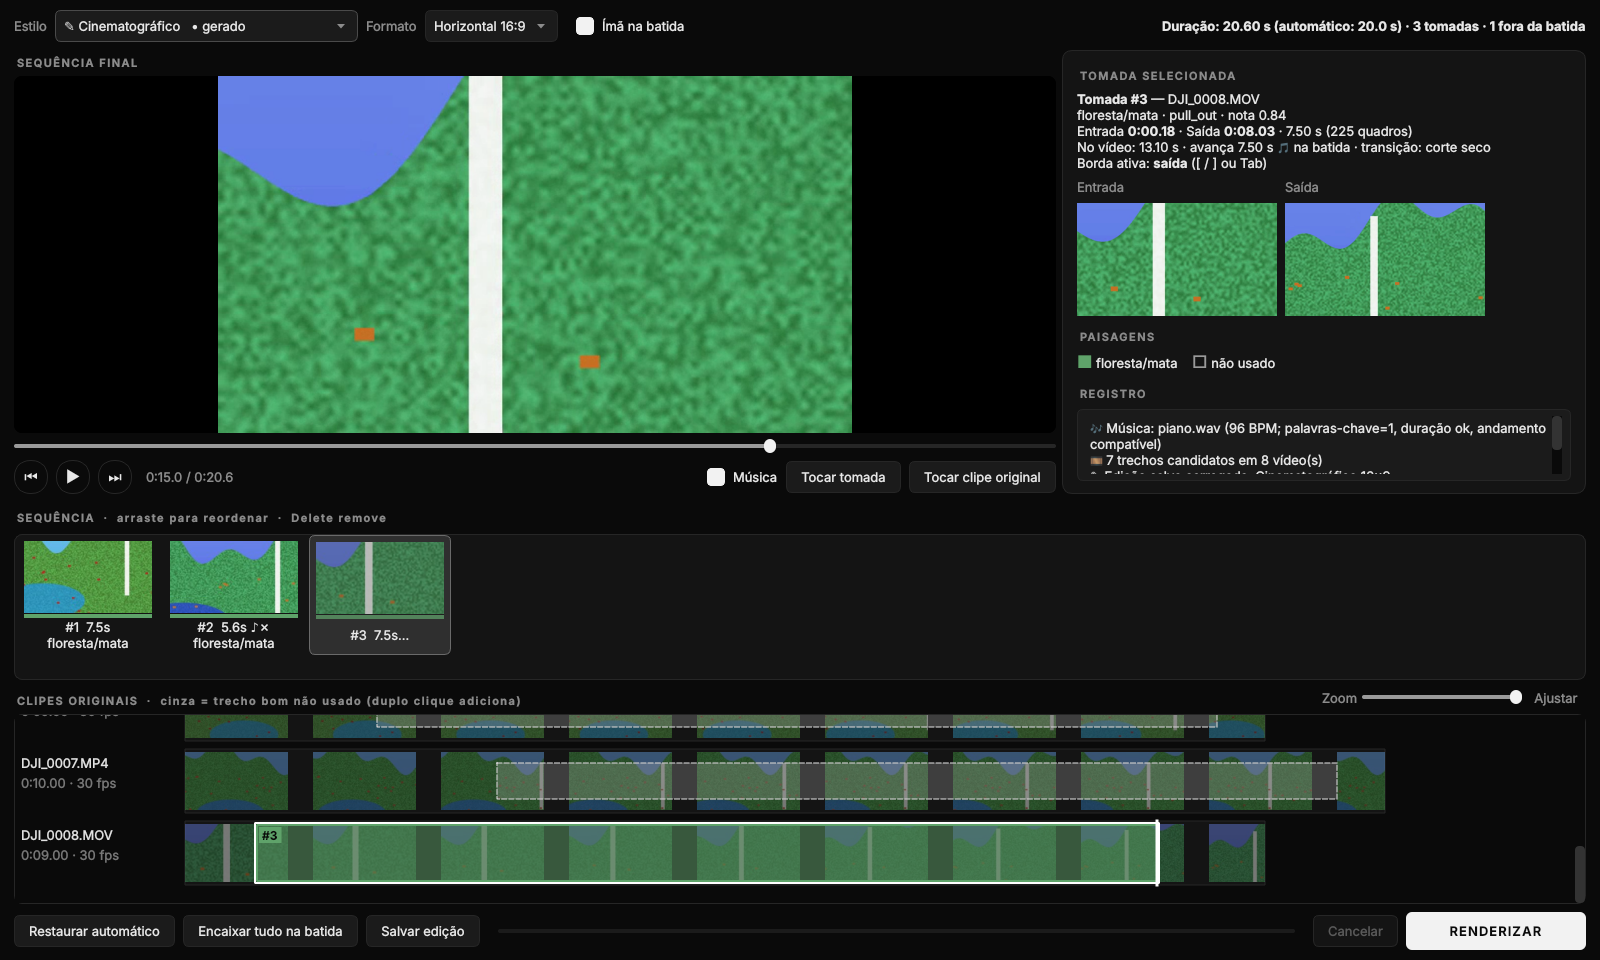 Estilo ✎ Cinematográfico • gerado Formato Horizontal 16:9 Ímã na batida Duração: 20.60 s (automático: 20.0 s) · 3 tomadas · 1 fora da batida
SEQUÊNCIA FINAL
TOMADA SELECIONADA
Tomada #3 — DJI_0008.MOV
floresta/mata · pull_out · nota 0.84
Entrada 0:00.18 · Saída 0:08.03 · 7.50 s (225 quadros)
No vídeo: 13.10 s · avança 7.50 s 🎵 na batida · transição: corte seco
Borda ativa: saída ([ / ] ou Tab)
Entrada Saída
PAISAGENS
floresta/mata não usado
REGISTRO
🎶 Música: piano.wav (96 BPM; palavras-chave=1, duração ok, andamento
compatível)
🎞 7 trechos candidatos em 8 vídeo(s)
0:15.0 / 0:20.6 Música Tocar tomada Tocar clipe original
SEQUÊNCIA · arraste para reordenar · Delete remove
#1 7.5s
floresta/mata
#2 5.6s ♪×
floresta/mata
#3 7.5s...
CLIPES ORIGINAIS · cinza = trecho bom não usado (duplo clique adiciona) Zoom Ajustar
DJI_0007.MP4
0:10.00 · 30 fps
DJI_0008.MOV
0:09.00 · 30 fps
#3
Restaurar automático Encaixar tudo na batida Salvar edição Cancelar RENDERIZAR